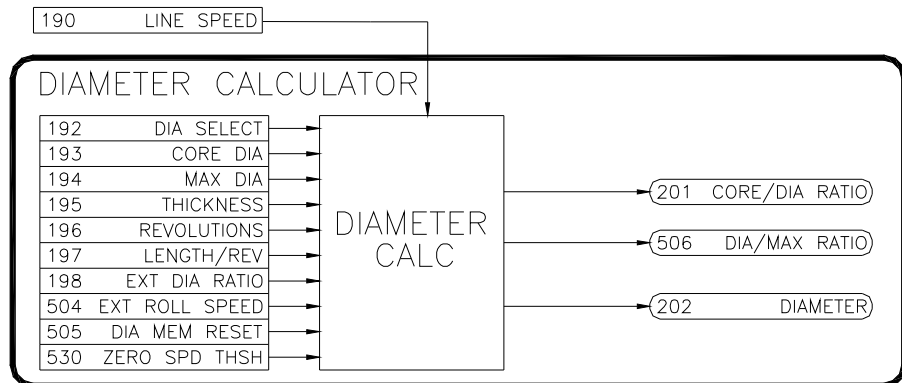 190 LINE SPEED
DIAMETER CALCULATOR
192 DIA SELECT
193 CORE DIA
194 MAX DIA
195 THICKNESS
196 REVOLUTIONS
197 LENGTH/REV
198 EXT DIA RATIO
504 EXT ROLL SPEED
505 DIA MEM RESET
530 ZERO SPD THSH
DIAMETER
CALC
201 CORE/DIA RATIO
506 DIA/MAX RATIO
202 DIAMETER